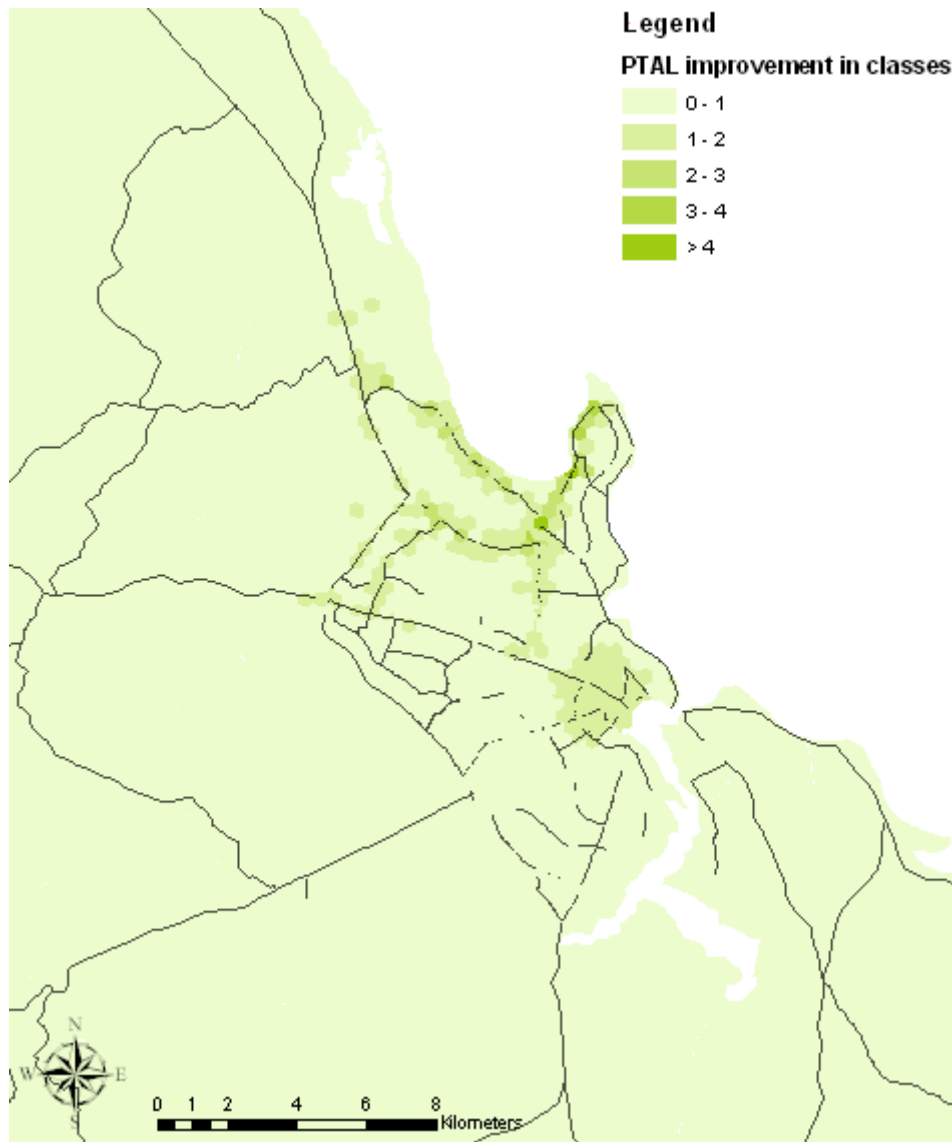 Legend
PTAL improvement in classes
0 - 1
1 - 2
2 - 3
3 - 4
> 4
N
W E
S
0 1 2 4 6 8
Kilometers